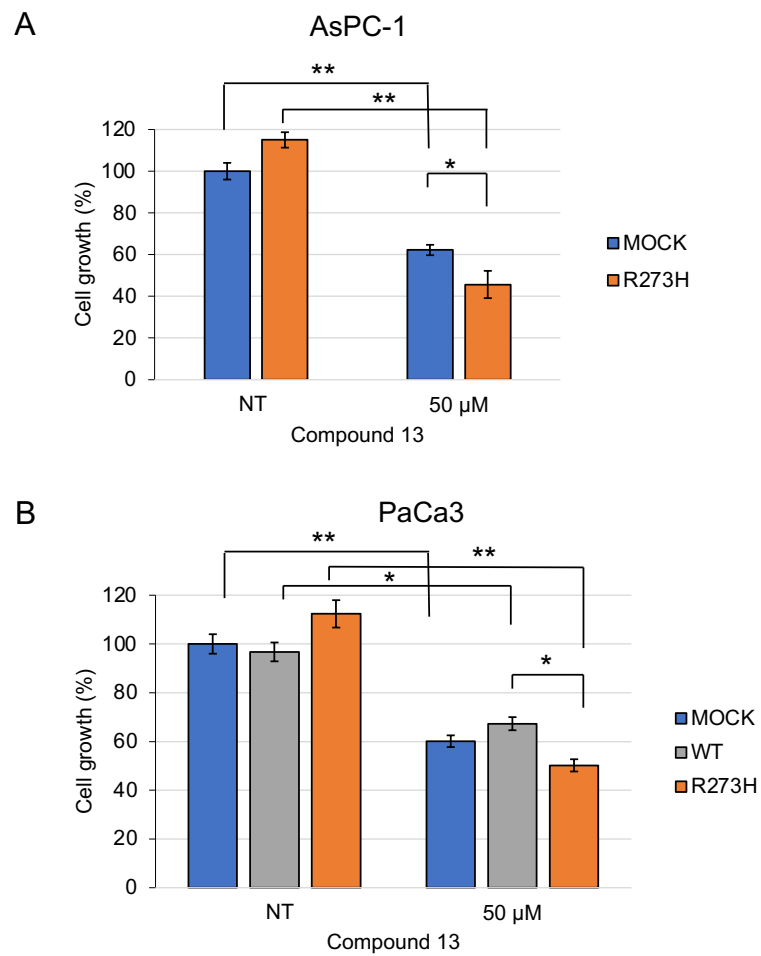 A
AsPC-1
**
**
*
120
100
80
60
40
20
0
Cell growth (%)
NT
50 µM
Compound 13
MOCK
R273H
B
PaCa3
**
**
*
*
120
100
80
60
40
20
0
Cell growth (%)
NT
50 µM
Compound 13
MOCK
WT
R273H